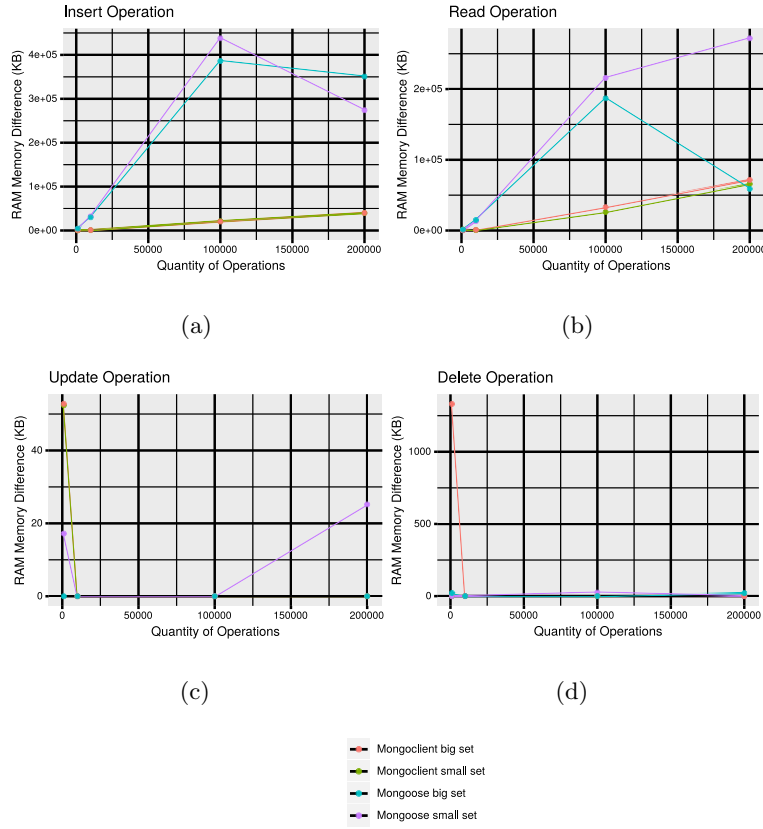 Insert Operation
RAM Memory Difference (KB)
4e+05
3e+05
2e+05
1e+05
0e+00
0 50000 100000 150000 200000
Quantity of Operations
(a)
Read Operation
RAM Memory Difference (KB)
2e+05
1e+05
0e+00
0 50000 100000 150000 200000
Quantity of Operations
(b)
Update Operation
RAM Memory Difference (KB)
40
20
0
0 50000 100000 150000 200000
Quantity of Operations
(c)
Delete Operation
RAM Memory Difference (KB)
1000
500
0
0 50000 100000 150000 200000
Quantity of Operations
(d)
Mongoclient big set
Mongoclient small set
Mongoose big set
Mongoose small set